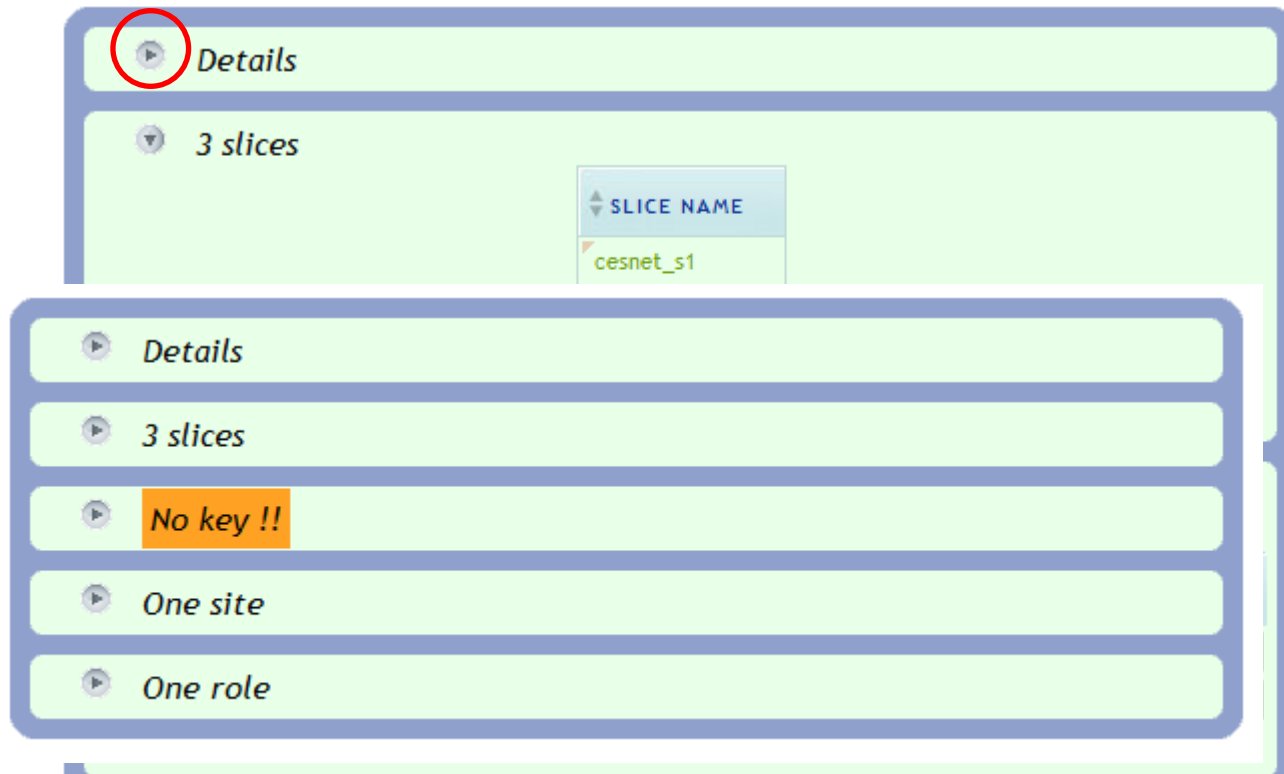 Details
3 slices
SLICE NAME
cesnet_s1
Details
3 slices
No key !!
One site
One role